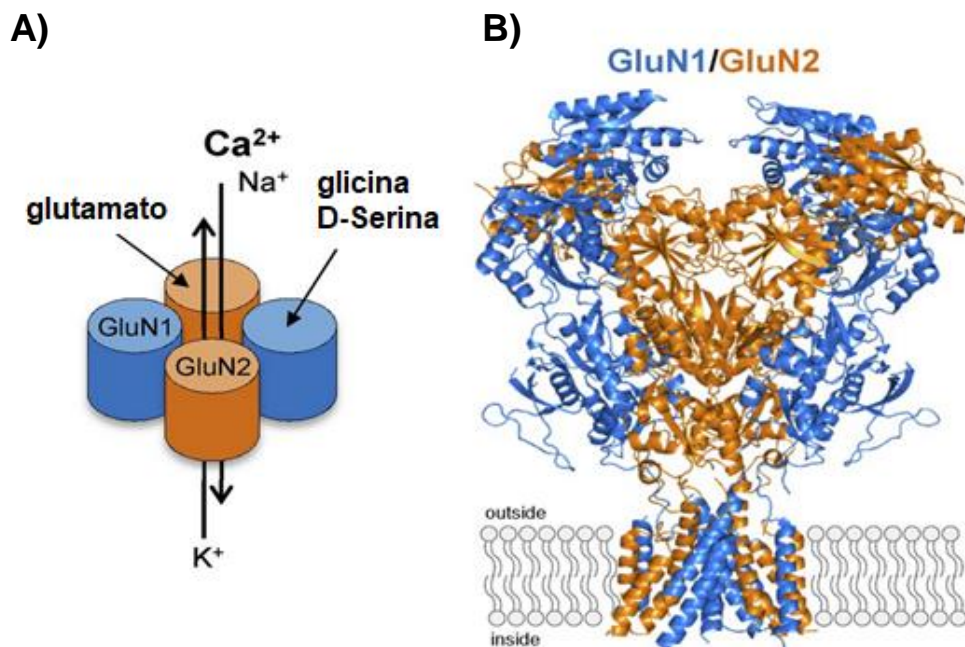 A)
Ca²⁺
Na⁺
glutamato
glicina
D-Serina
GluN1
GluN2
K⁺
B)
GluN1/GluN2
outside
inside